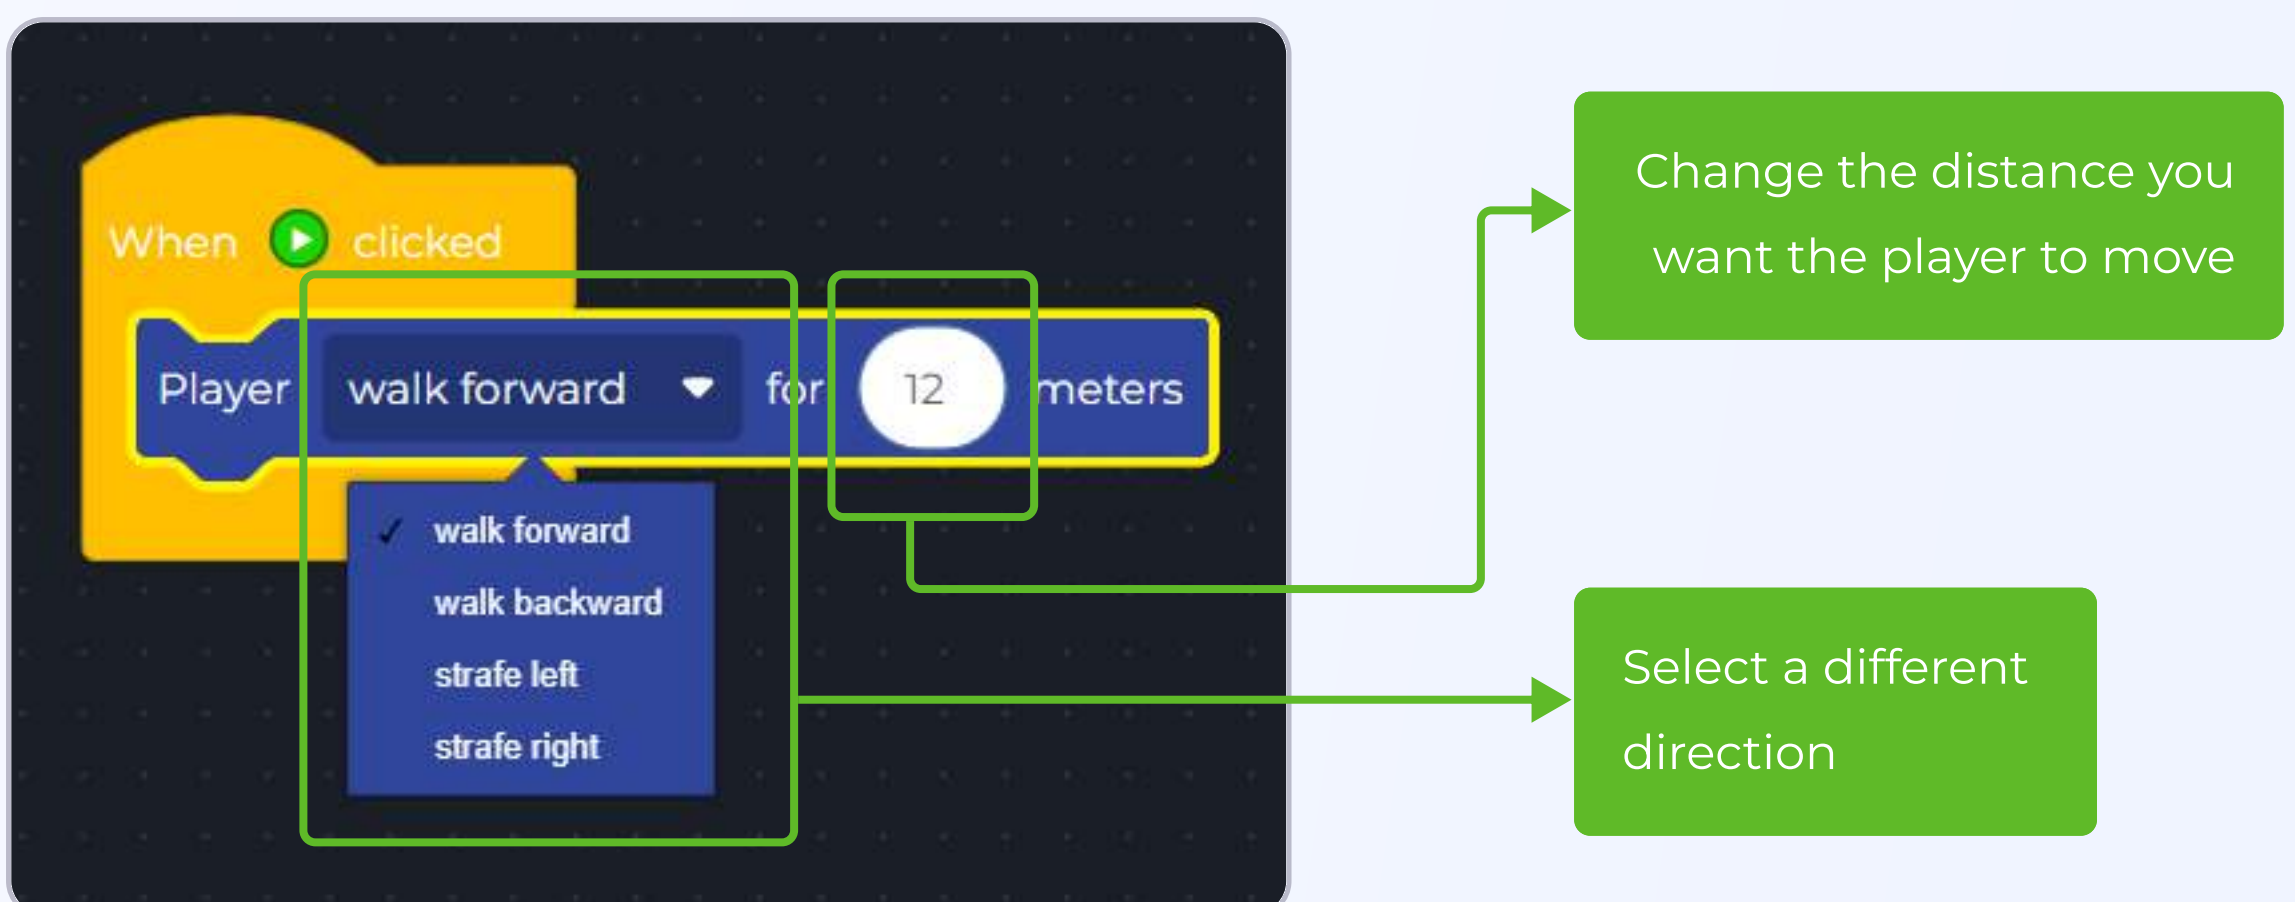 When clicked
Player walk forward for 12 meters
✓ walk forward
walk backward
strafe left
strafe right
Change the distance you
want the player to move
Select a different
direction